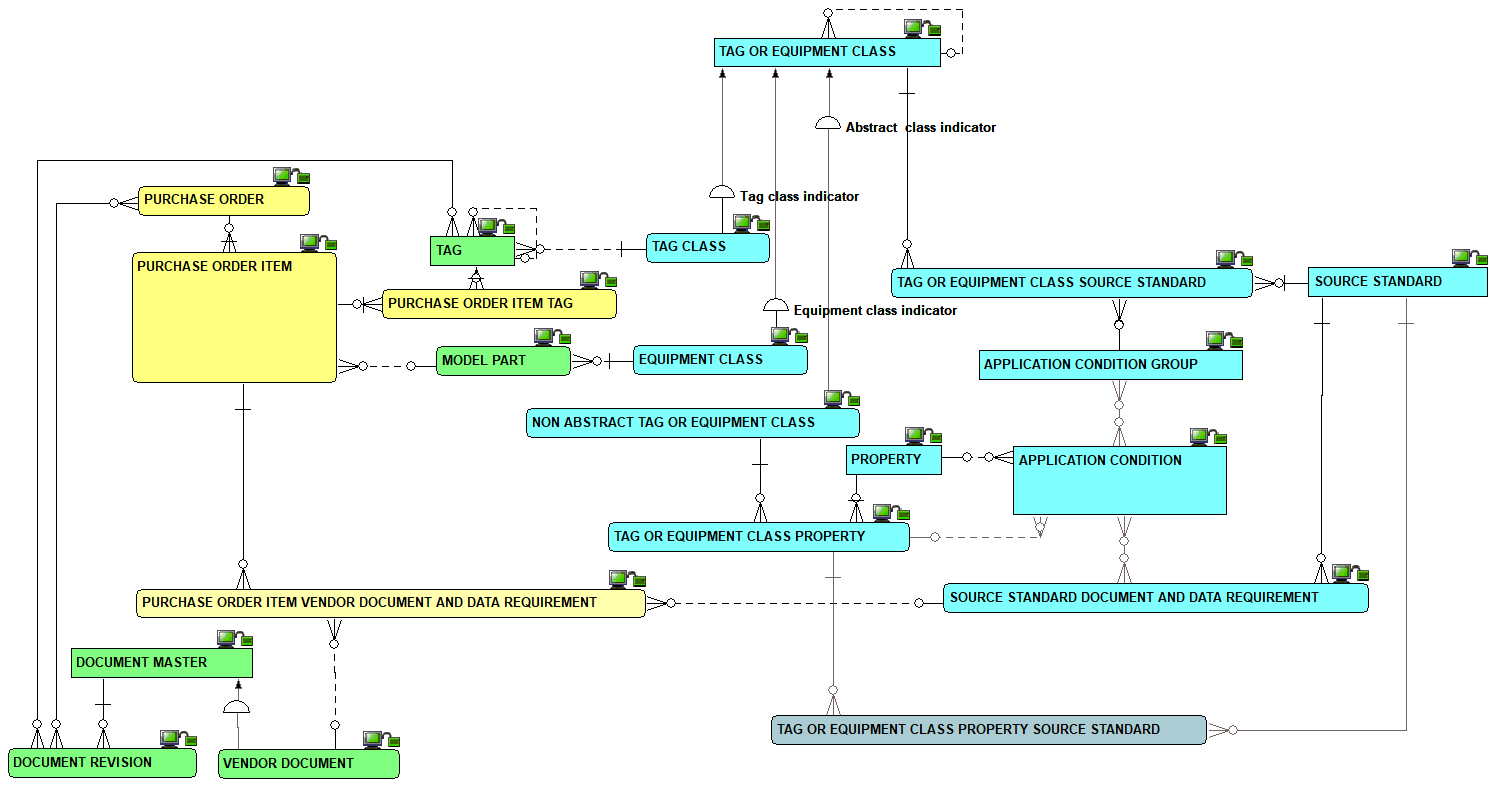 TAG OR EQUIPMENT CLASS
Abstract  class indicator
PURCHASE ORDER
Tag class indicator
TAG
TAG CLASS
PURCHASE ORDER ITEM
TAG OR EQUIPMENT CLASS SOURCE STANDARD
SOURCE STANDARD
PURCHASE ORDER ITEM TAG
Equipment class indicator
MODEL PART
EQUIPMENT CLASS
APPLICATION CONDITION GROUP
NON ABSTRACT TAG OR EQUIPMENT CLASS
PROPERTY
APPLICATION CONDITION
TAG OR EQUIPMENT CLASS PROPERTY
PURCHASE ORDER ITEM VENDOR DOCUMENT AND DATA REQUIREMENT
SOURCE STANDARD DOCUMENT AND DATA REQUIREMENT
DOCUMENT MASTER
TAG OR EQUIPMENT CLASS PROPERTY SOURCE STANDARD
DOCUMENT REVISION
VENDOR DOCUMENT